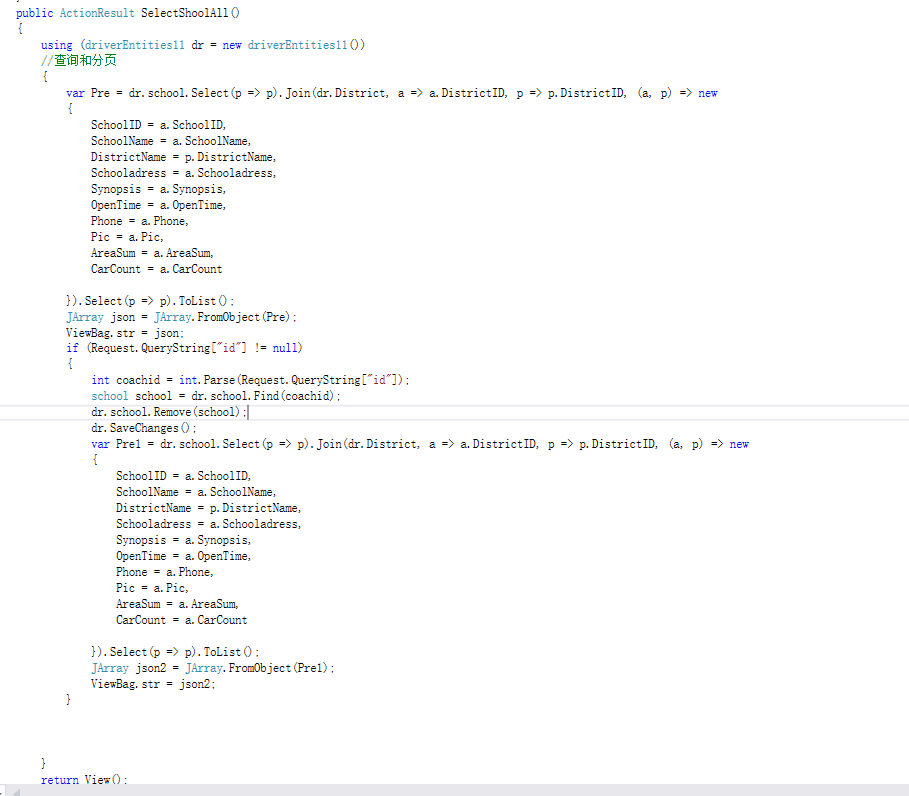 public ActionResult SelectShoolAll()
{
using (driverEntities11 dr = new driverEntities11())
//查询和分页
{
var Pre = dr.school.Select(p => p).Join(dr.District, a => a.DistrictID, p => p.DistrictID, (a, p) => new
{
SchoolID = a.SchoolID,
SchoolName = a.SchoolName,
DistrictName = p.DistrictName,
Schooladress = a.Schooladress,
Synopsis = a.Synopsis,
OpenTime = a.OpenTime,
Phone = a.Phone,
Pic = a.Pic,
AreaSum = a.AreaSum,
CarCount = a.CarCount
}).Select(p => p).ToList();
JArray json = JArray.FromObject(Pre);
ViewBag.str = json;
if (Request.QueryString["id"] != null)
{
int coachid = int.Parse(Request.QueryString["id"]);
school school = dr.school.Find(coachid);
dr.school.Remove(school);
dr.SaveChanges();
var Pre1 = dr.school.Select(p => p).Join(dr.District, a => a.DistrictID, p => p.DistrictID, (a, p) => new
{
SchoolID = a.SchoolID,
SchoolName = a.SchoolName,
DistrictName = p.DistrictName,
Schooladress = a.Schooladress,
Synopsis = a.Synopsis,
OpenTime = a.OpenTime,
Phone = a.Phone,
Pic = a.Pic,
AreaSum = a.AreaSum,
CarCount = a.CarCount
}).Select(p => p).ToList();
JArray json2 = JArray.FromObject(Pre1);
ViewBag.str = json2;
}
}
return View();